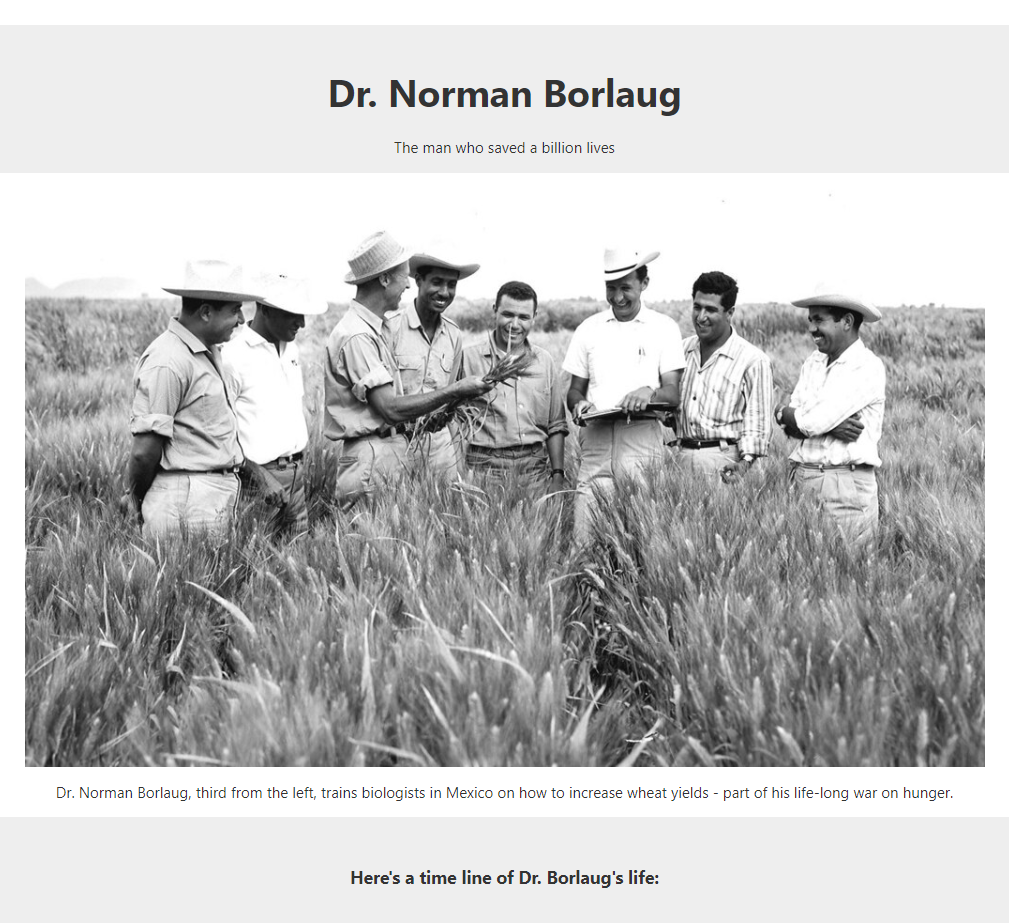 Dr. Norman Borlaug
The man who saved a billion lives
Dr. Norman Borlaug, third from the left, trains biologists in Mexico on how to increase wheat yields - part of his life-long war on hunger.
Here's a time line of Dr. Borlaug's life: